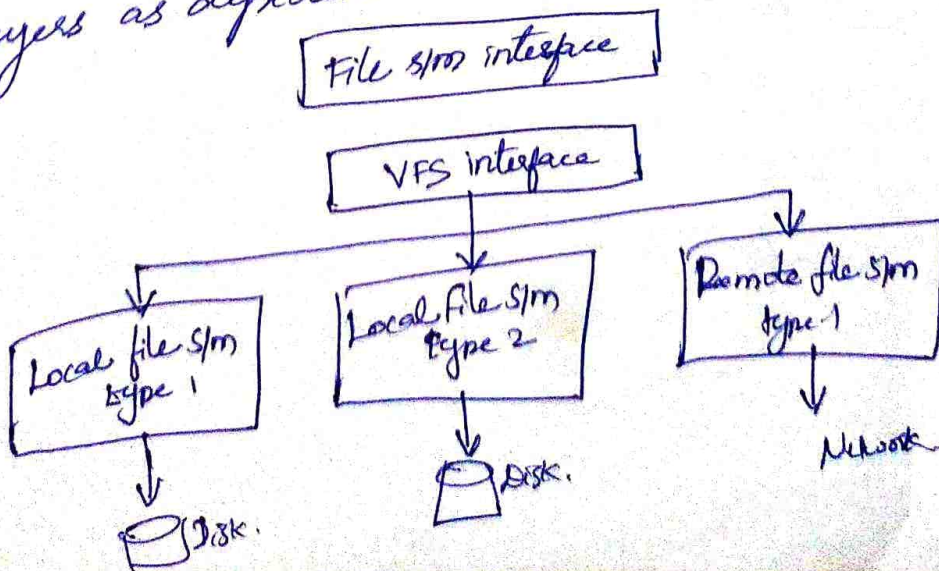 as
File s/m interface
VFS interface
Local file s/m
type 1
Local file s/m
type 2
Remote file s/m
type 1
Disk.
Disk.
Network